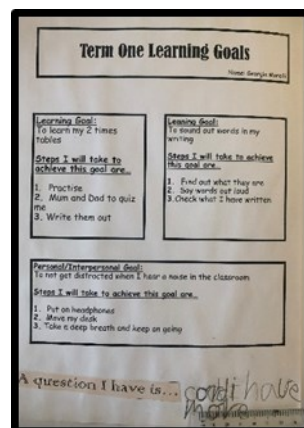 Term One Learning Goals
Name:
Learning Goal:
To learn my 2 times
tables
Steps I will take to
achieve this goal are...
1. Practise
2. Mum and Dad to quiz
me
3. Write them out
Learning Goal:
To sound out words in my
writing
Steps I will take to achieve
this goal are...
1. Find out what they are
2. Say words out loud
3. Check what I have written
Personal/Interpersonal Goal:
To not get distracted when I hear a noise in the classroom
Steps I will take to achieve this goal are...
1. Put on headphones
2. Move my desk
3. Take a deep breath and keep on going
A question I have is...
have